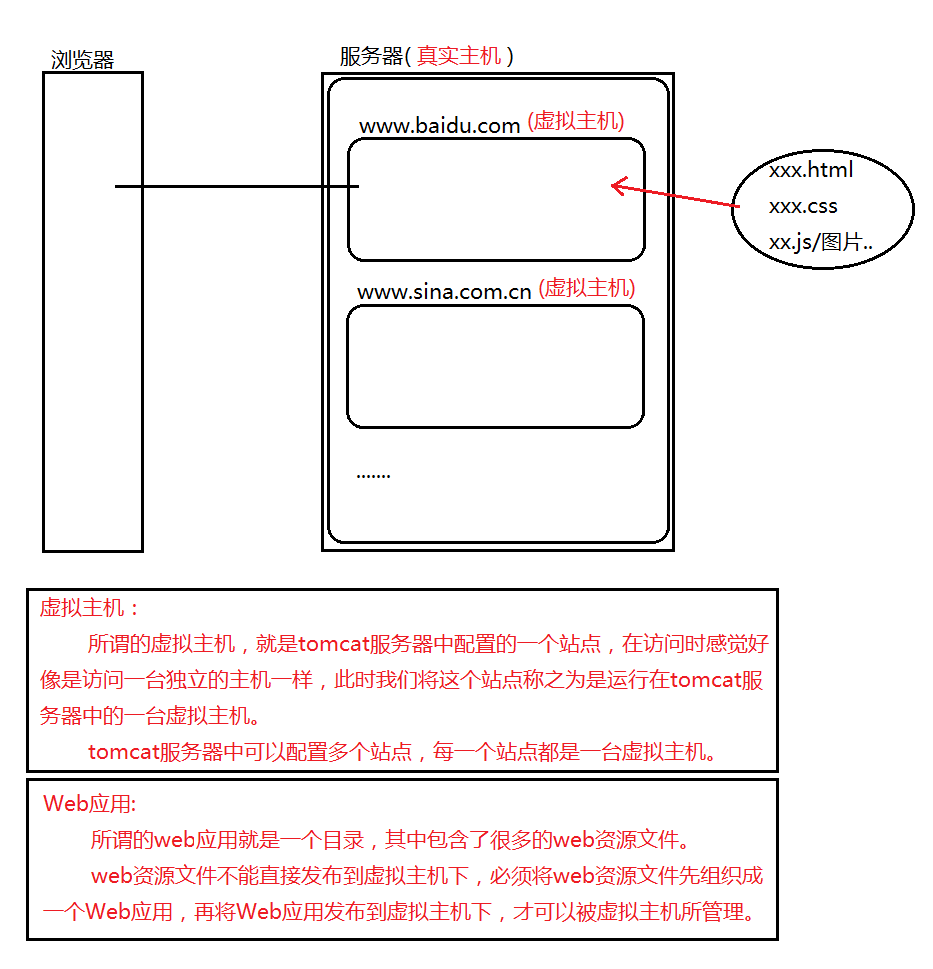 浏览器
服务器( 真实主机 )
www.baidu.com (虚拟主机)
xxx.html
xxx.css
xx.js/图片..
www.sina.com.cn (虚拟主机)
.......
虚拟主机：
所谓的虚拟主机，就是tomcat服务器中配置的一个站点，在访问时感觉好
像是访问一台独立的主机一样，此时我们将这个站点称之为是运行在tomcat服
务器中的一台虚拟主机。
tomcat服务器中可以配置多个站点，每一个站点都是一台虚拟主机。
Web应用:
所谓的web应用就是一个目录，其中包含了很多的web资源文件。
web资源文件不能直接发布到虚拟主机下，必须将web资源文件先组织成
一个Web应用，再将Web应用发布到虚拟主机下，才可以被虚拟主机所管理。